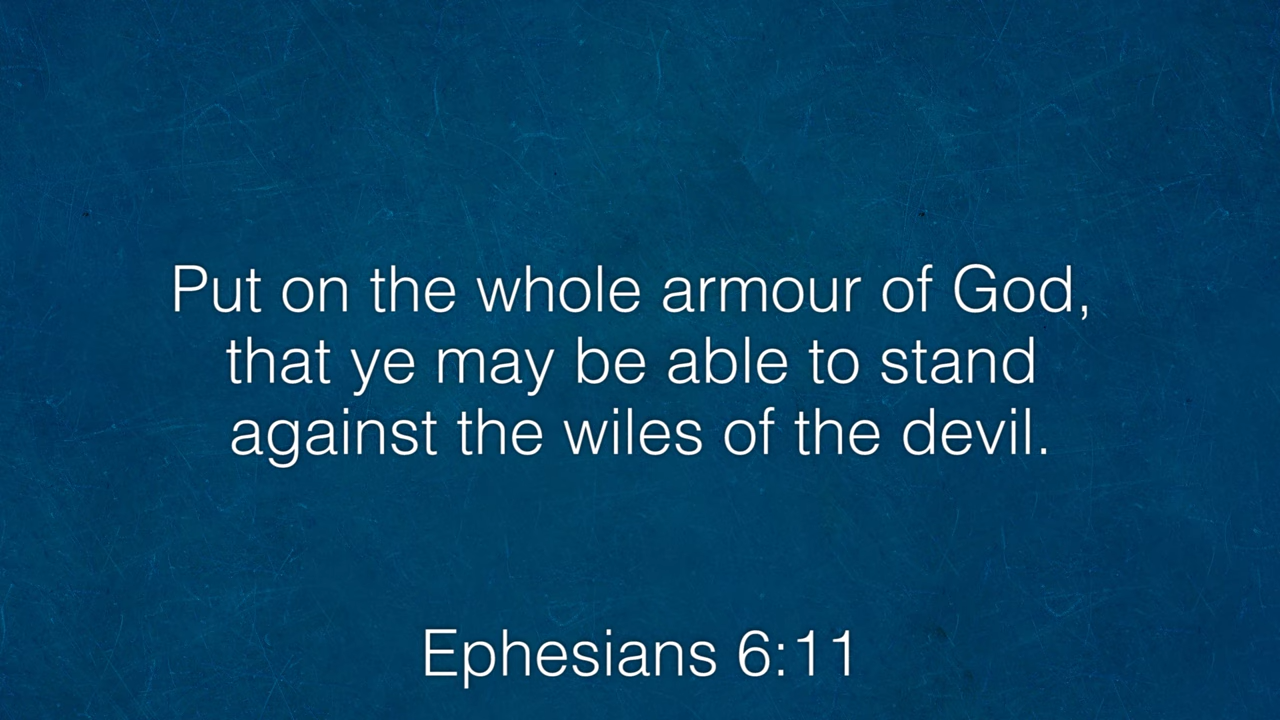 Put on the whole armour of God,
that ye may be able to stand
against the wiles of the devil.
Ephesians 6:11